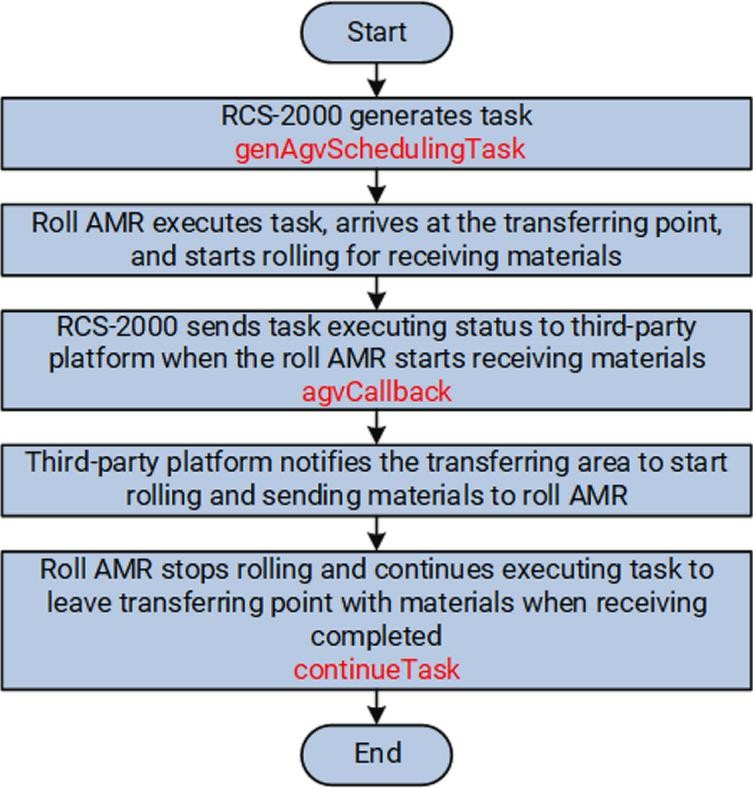 Start
RCS-2000 generates task
genAgvSchedulingTask
Roll AMR executes task, arrives at the transferring point,
and starts rolling for receiving materials
RCS-2000 sends task executing status to third-party
platform when the roll AMR starts receiving materials
agvCallback
Third-party platform notifies the transferring area to start
rolling and sending materials to roll AMR
Roll AMR stops rolling and continues executing task to
leave transferring point with materials when receiving
completed
continueTask
End